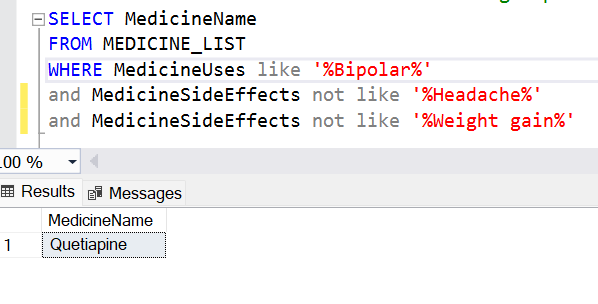 SELECT MedicineName
FROM MEDICINE_LIST
WHERE MedicineUses like '%Bipolar%'
and MedicineSideEffects not like '%Headache%'
and MedicineSideEffects not like '%Weight gain%'
00 %
Results Messages
MedicineName
1 Quetiapine